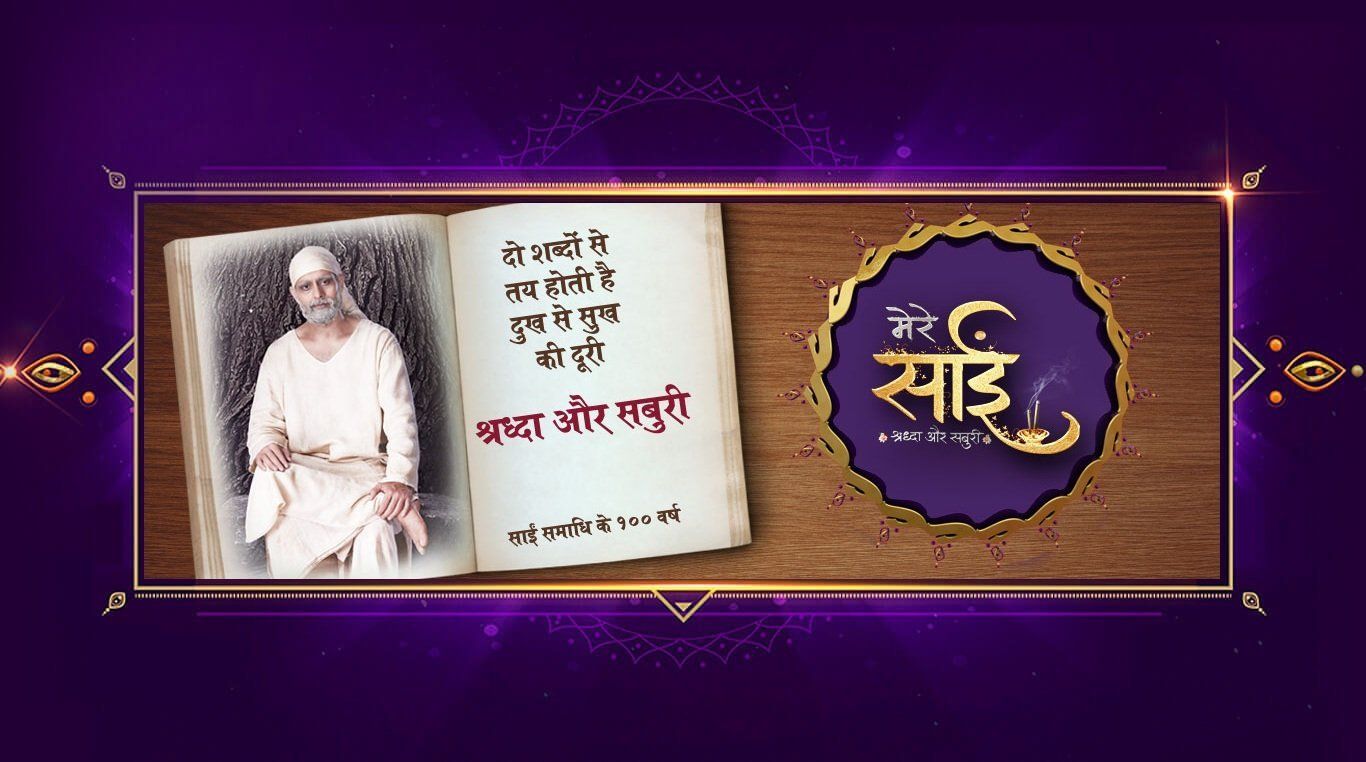 दो शब्दों से
तय होती है
दुख से सुख
की दूरी
श्रध्दा और सबुरी
साईं समाधि के १०० वर्ष
मेरे
साईं
श्रध्दा और सबुरी